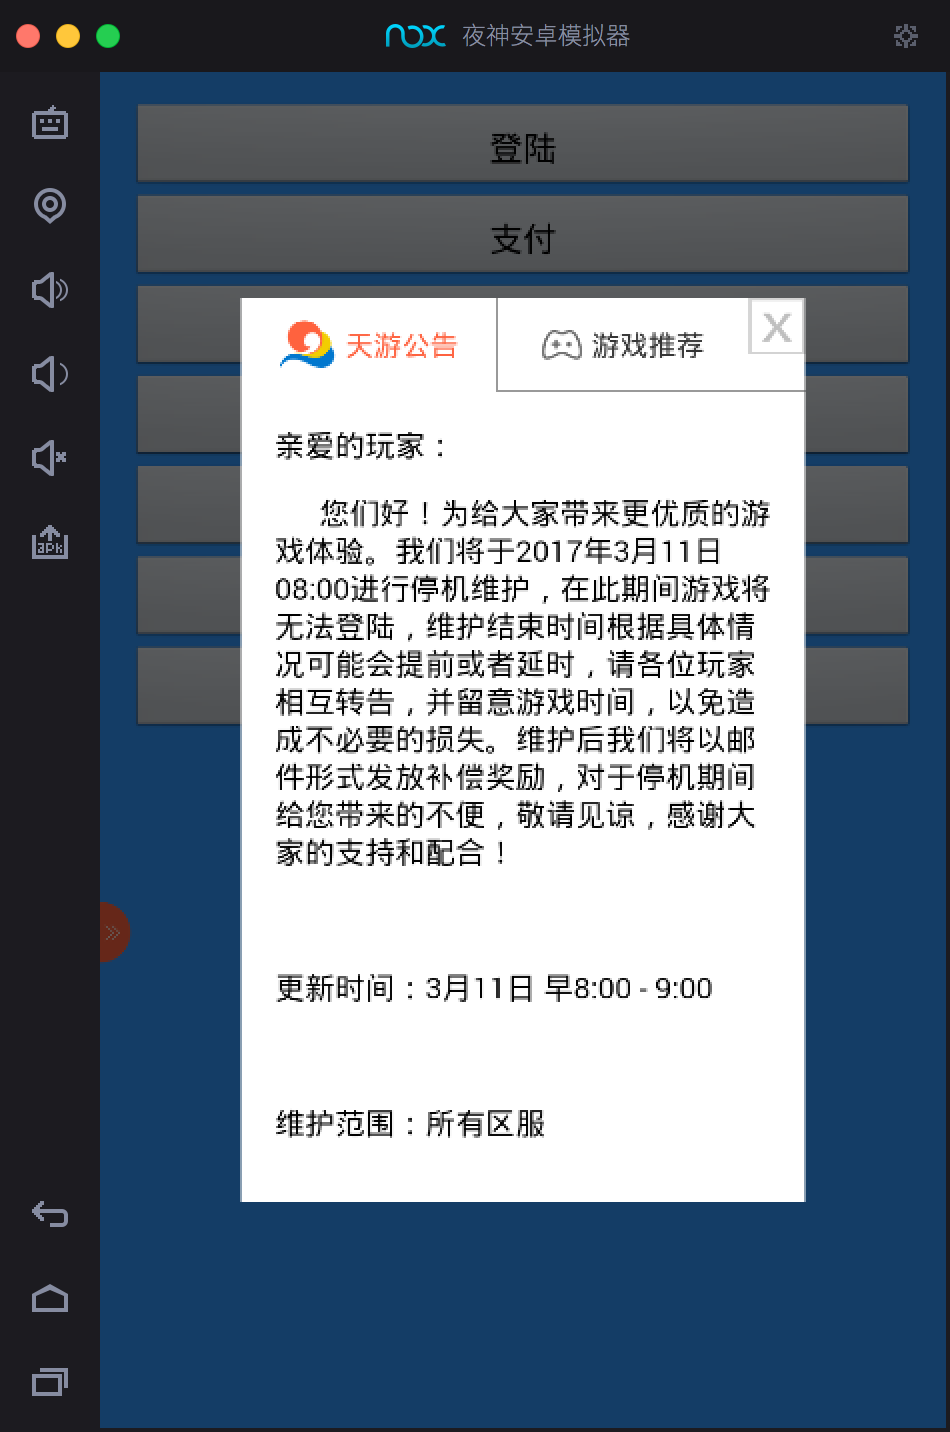 nox 夜神安卓模拟器
登陆
支付
天游公告
游戏推荐
X
亲爱的玩家：
您们好！为给大家带来更优质的游
戏体验。我们将于2017年3月11日
08:00进行停机维护，在此期间游戏将
无法登陆，维护结束时间根据具体情
况可能会提前或者延时，请各位玩家
相互转告，并留意游戏时间，以免造
成不必要的损失。维护后我们将以邮
件形式发放补偿奖励，对于停机期间
给您带来的不便，敬请见谅，感谢大
家的支持和配合！
apk
更新时间：3月11日 早8:00 - 9:00
维护范围：所有区服